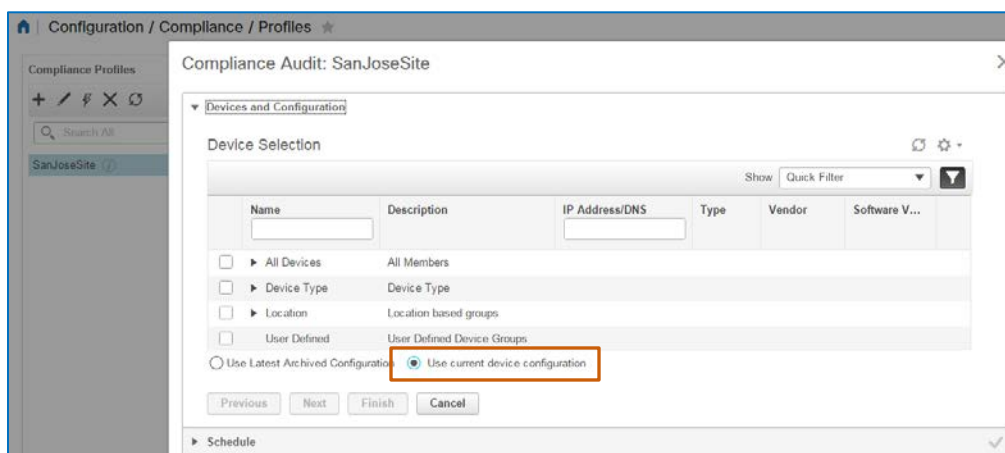 Configuration / Compliance / Profiles
Compliance Profiles
Search All
SanJoseSite
Compliance Audit: SanJoseSite
Devices and Configuration
Device Selection
Show Quick Filter
Name Description IP Address/DNS Type Vendor Software V...
All Devices All Members
Device Type Device Type
Location Location based groups
User Defined User Defined Device Groups
Use Latest Archived Configuration Use current device configuration
Previous Next Finish Cancel
Schedule